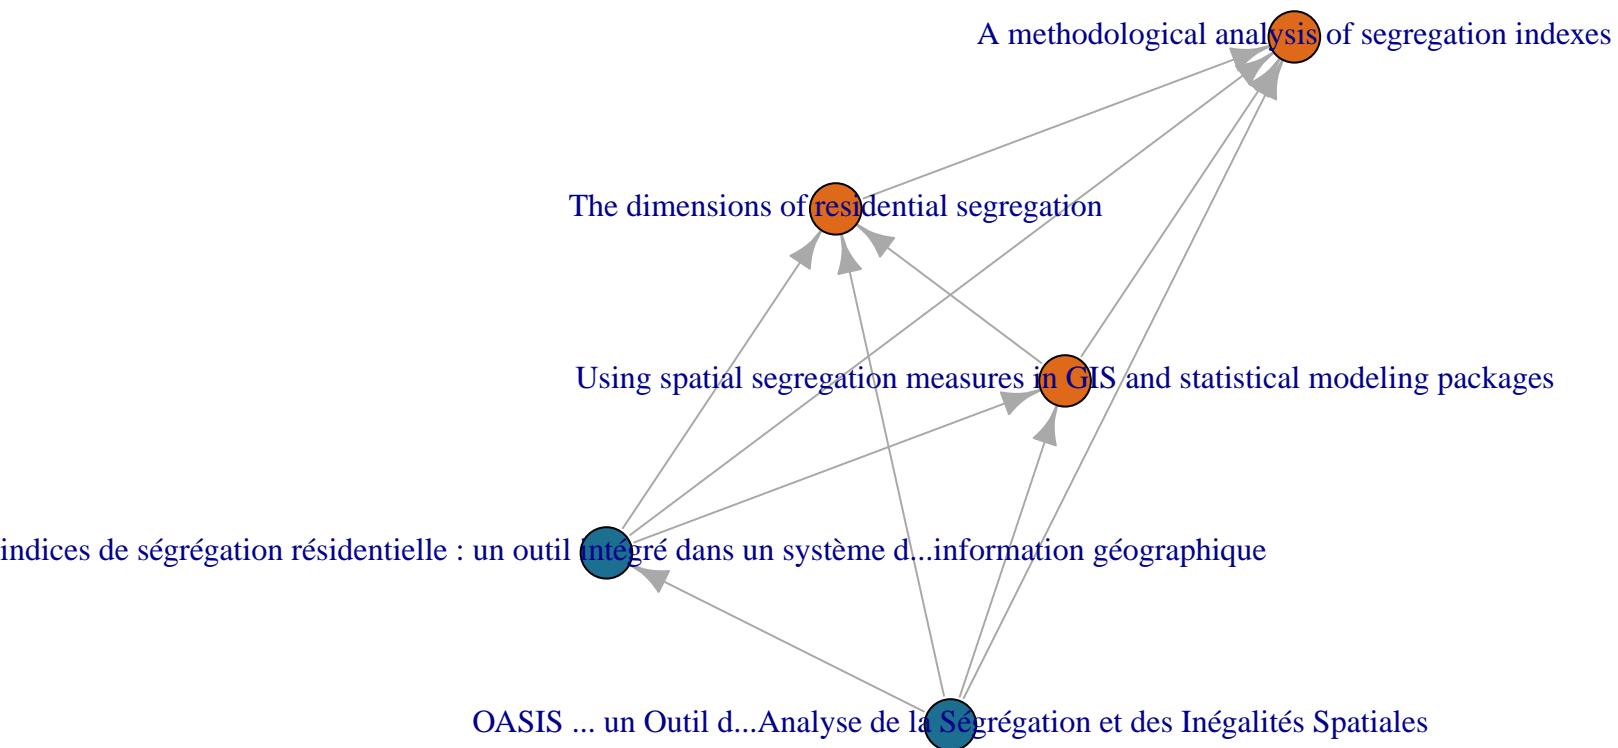 A methodological analysis of segregation indexes
The dimensions of residential segregation
Using spatial segregation measures in GIS and statistical modeling packages
indices de ségrégation résidentielle : un outil intégré dans un système d...information géographique
OASIS ... un Outil d...Analyse de la Ségrégation et des Inégalités Spatiales